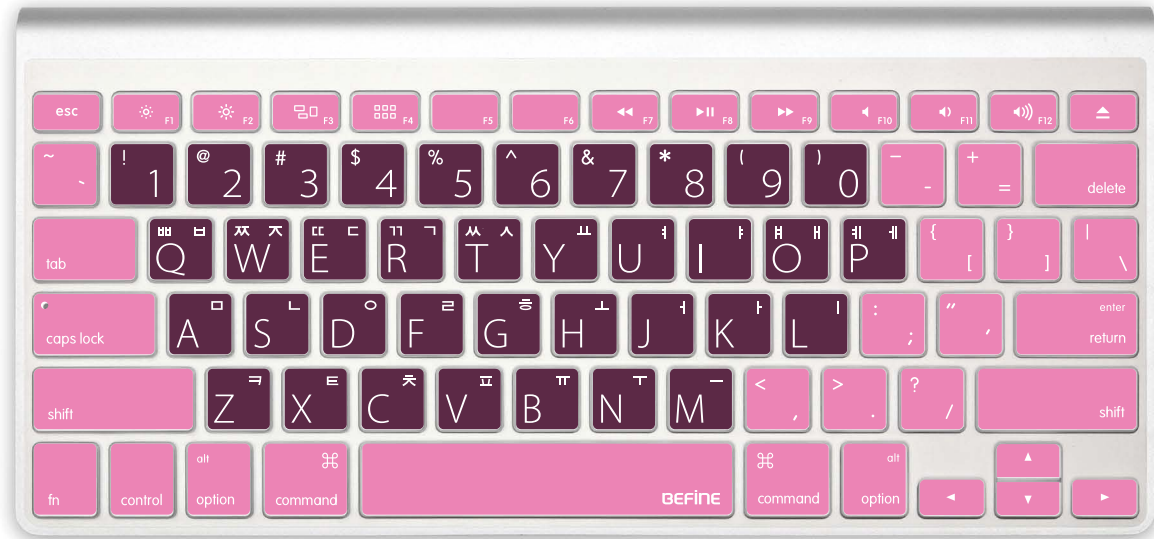 esc F1 F2 F3 F4 F5 F6 F7 F8 F9 F10 F11 F12
~ ` ! 1 @ 2 # 3 $ 4 % 5 ^ 6 & 7 * 8 ( 9 ) 0 – - + = delete
tab ㅃ ㅂ Q ㅉ ㅈ W ㄸ ㄷ E ㄲ ㄱ R ㅆ ㅅ T ㅛ Y ㅕ U ㅑ I ㅒ ㅐ O ㅖ ㅔ P { [ } ] | \
caps lock ㅁ A ㄴ S ㅇ D ㄹ F ㅎ G ㅗ H ㅓ J ㅏ K ㅣ L : ; " ' enter return
shift ㅋ Z ㅌ X ㅊ C ㅍ V ㅠ B ㅜ N ㅡ M < , > . ? / shift
fn control alt option ⌘ command BEFINE ⌘ command alt option